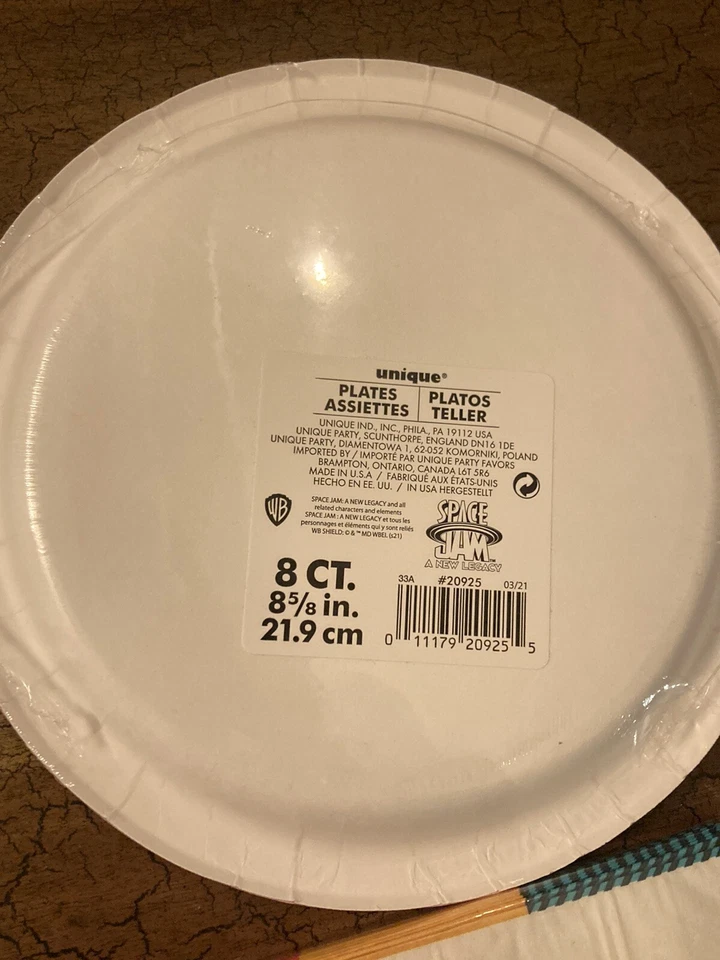 unique®
PLATES PLATOS
ASSIETTES TELLER
UNIQUE IND., INC., PHILA., PA 19112 USA
UNIQUE PARTY, SCUNTHORPE, ENGLAND DN16 1DE
UNIQUE PARTY, DIAMENTOWA 1, 62-052 KOMORNIKI, POLAND
IMPORTED BY / IMPORTÉ PAR UNIQUE PARTY FAVORS
BRAMPTON, ONTARIO, CANADA L6T 5R6
MADE IN U.S.A / FABRIQUÉ AUX ÉTATS-UNIS
HECHO EN EE. UU. / IN USA HERGESTELLT
WB
SPACE JAM: A NEW LEGACY and all
related characters and elements
SPACE JAM : A NEW LEGACY et tous les
personnages et éléments qui y sont reliés
WB SHIELD: © & ™ MD WBEI. (s21)
SPACE
JAM™
A NEW LEGACY
8 CT.
8⅝ in.
21.9 cm
33A #20925 03/21
0 11179 20925 5